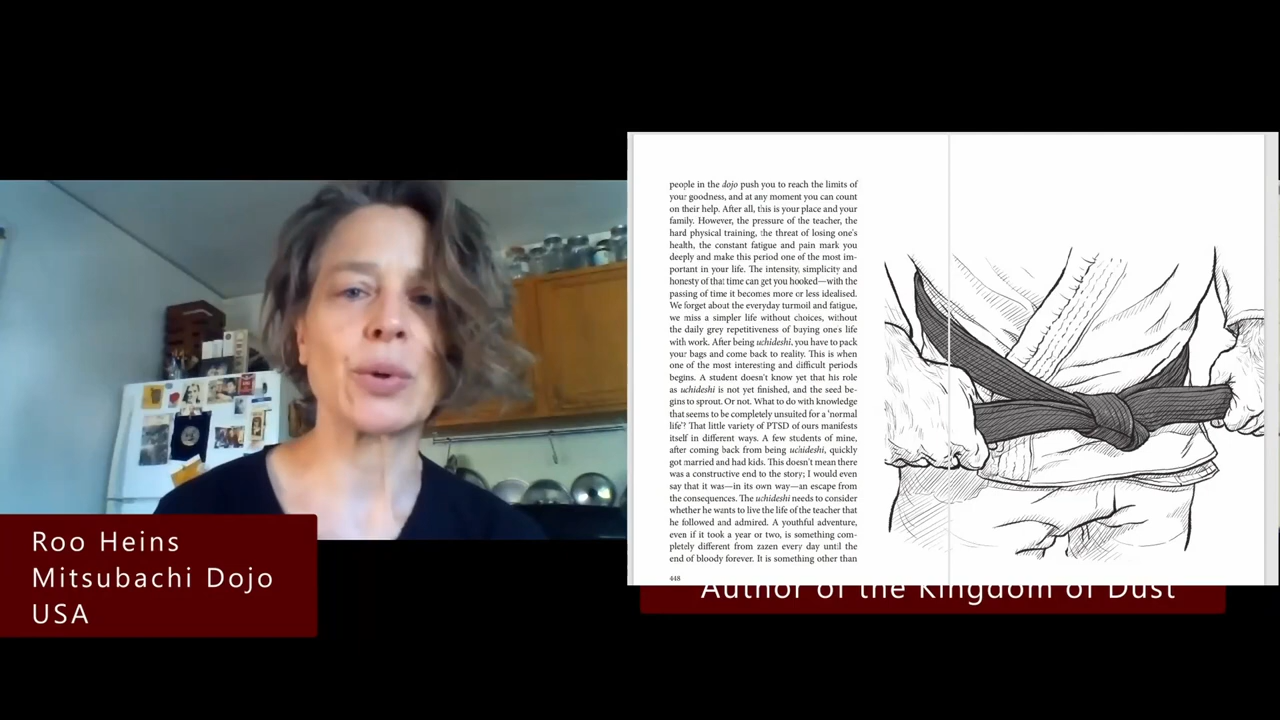 Roo Heins
Mitsubachi Dojo
USA
people in the dojo push you to reach the limits of
your goodness, and at any moment you can count
on their help. After all, this is your place and your
family. However, the pressure of the teacher, the
hard physical training, the threat of losing one's
health, the constant fatigue and pain mark you
deeply and make this period one of the most im-
portant in your life. The intensity, simplicity and
honesty of that time can get you hooked—with the
passing of time it becomes more or less idealised.
We forget about the everyday turmoil and fatigue,
we miss a simpler life without choices, without
the daily grey repetitiveness of buying one's life
with work. After being uchideshi, you have to pack
your bags and come back to reality. This is when
one of the most interesting and difficult periods
begins. A student doesn't know yet that his role
as uchideshi is not yet finished, and the seed be-
gins to sprout. Or not. What to do with knowledge
that seems to be completely unsuited for a 'normal
life'? That little variety of PTSD of ours manifests
itself in different ways. A few students of mine,
after coming back from being uchideshi, quickly
got married and had kids. This doesn't mean there
was a constructive end to the story; I would even
say that it was—in its own way—an escape from
the consequences. The uchideshi needs to consider
whether he wants to live the life of the teacher that
he followed and admired. A youthful adventure,
even if it took a year or two, is something com-
pletely different from zazen every day until the
end of bloody forever. It is something other than
448
Author of the Kingdom of Dust